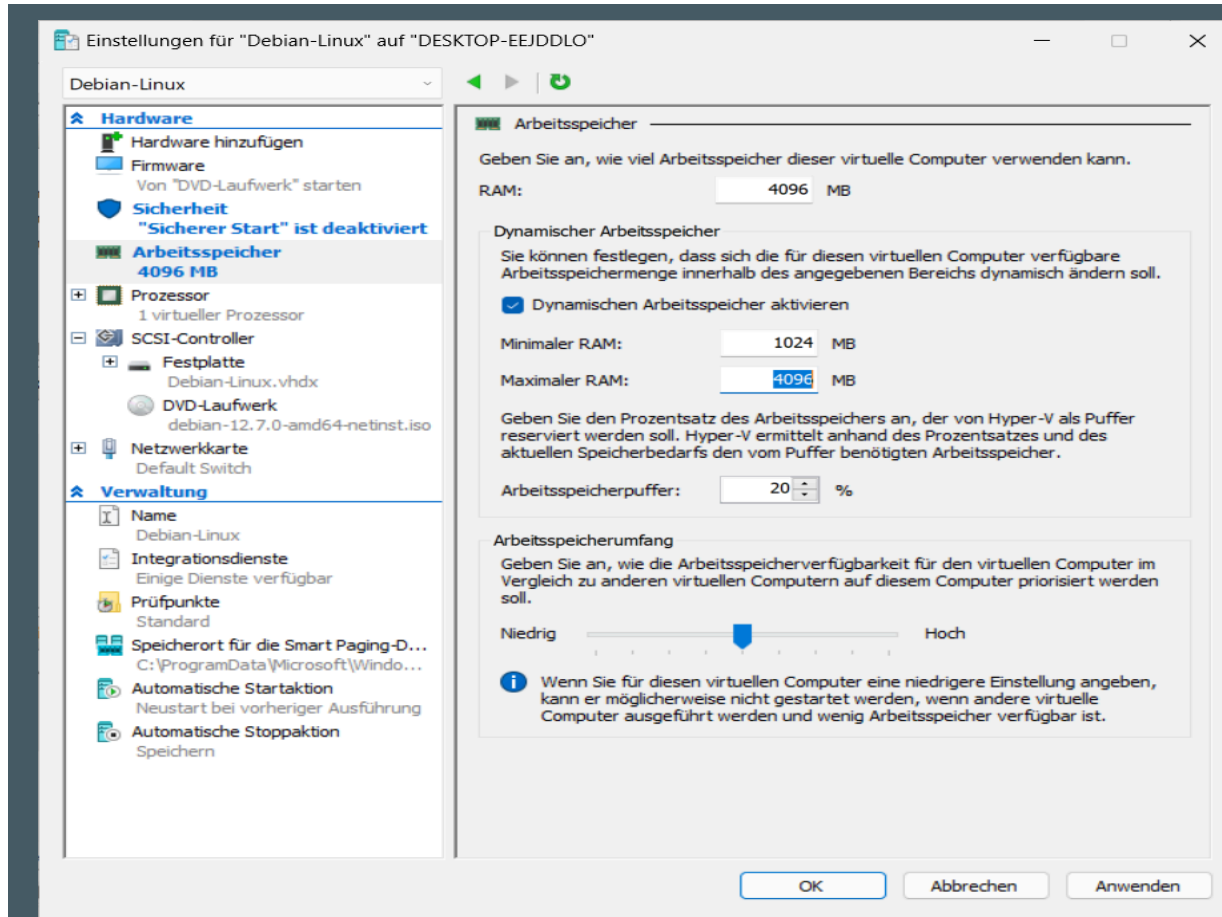 Einstellungen für "Debian-Linux" auf "DESKTOP-EEJDDLO"
Debian-Linux
Hardware
Hardware hinzufügen
Firmware
Von "DVD-Laufwerk" starten
Sicherheit
"Sicherer Start" ist deaktiviert
Arbeitsspeicher
4096 MB
Prozessor
1 virtueller Prozessor
SCSI-Controller
Festplatte
Debian-Linux.vhdx
DVD-Laufwerk
debian-12.7.0-amd64-netinst.iso
Netzwerkkarte
Default Switch
Verwaltung
Name
Debian-Linux
Integrationsdienste
Einige Dienste verfügbar
Prüfpunkte
Standard
Speicherort für die Smart Paging-D...
C:\ProgramData\Microsoft\Windo...
Automatische Startaktion
Neustart bei vorheriger Ausführung
Automatische Stoppaktion
Speichern
Arbeitsspeicher
Geben Sie an, wie viel Arbeitsspeicher dieser virtuelle Computer verwenden kann.
RAM: 4096 MB
Dynamischer Arbeitsspeicher
Sie können festlegen, dass sich die für diesen virtuellen Computer verfügbare
Arbeitsspeichermenge innerhalb des angegebenen Bereichs dynamisch ändern soll.
Dynamischen Arbeitsspeicher aktivieren
Minimaler RAM: 1024 MB
Maximaler RAM: 4096 MB
Geben Sie den Prozentsatz des Arbeitsspeichers an, der von Hyper-V als Puffer
reserviert werden soll. Hyper-V ermittelt anhand des Prozentsatzes und des
aktuellen Speicherbedarfs den vom Puffer benötigten Arbeitsspeicher.
Arbeitsspeicherpuffer: 20 %
Arbeitsspeicherumfang
Geben Sie an, wie die Arbeitsspeicherverfügbarkeit für den virtuellen Computer im
Vergleich zu anderen virtuellen Computern auf diesem Computer priorisiert werden
soll.
Niedrig Hoch
Wenn Sie für diesen virtuellen Computer eine niedrigere Einstellung angeben,
kann er möglicherweise nicht gestartet werden, wenn andere virtuelle
Computer ausgeführt werden und wenig Arbeitsspeicher verfügbar ist.
OK Abbrechen Anwenden